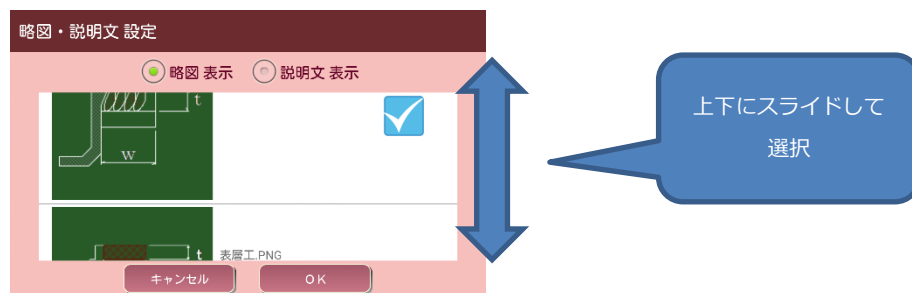 略図・説明文 設定
略図 表示 説明文 表示
t
w
t 表層工.PNG
キャンセル OK
上下にスライドして
選択